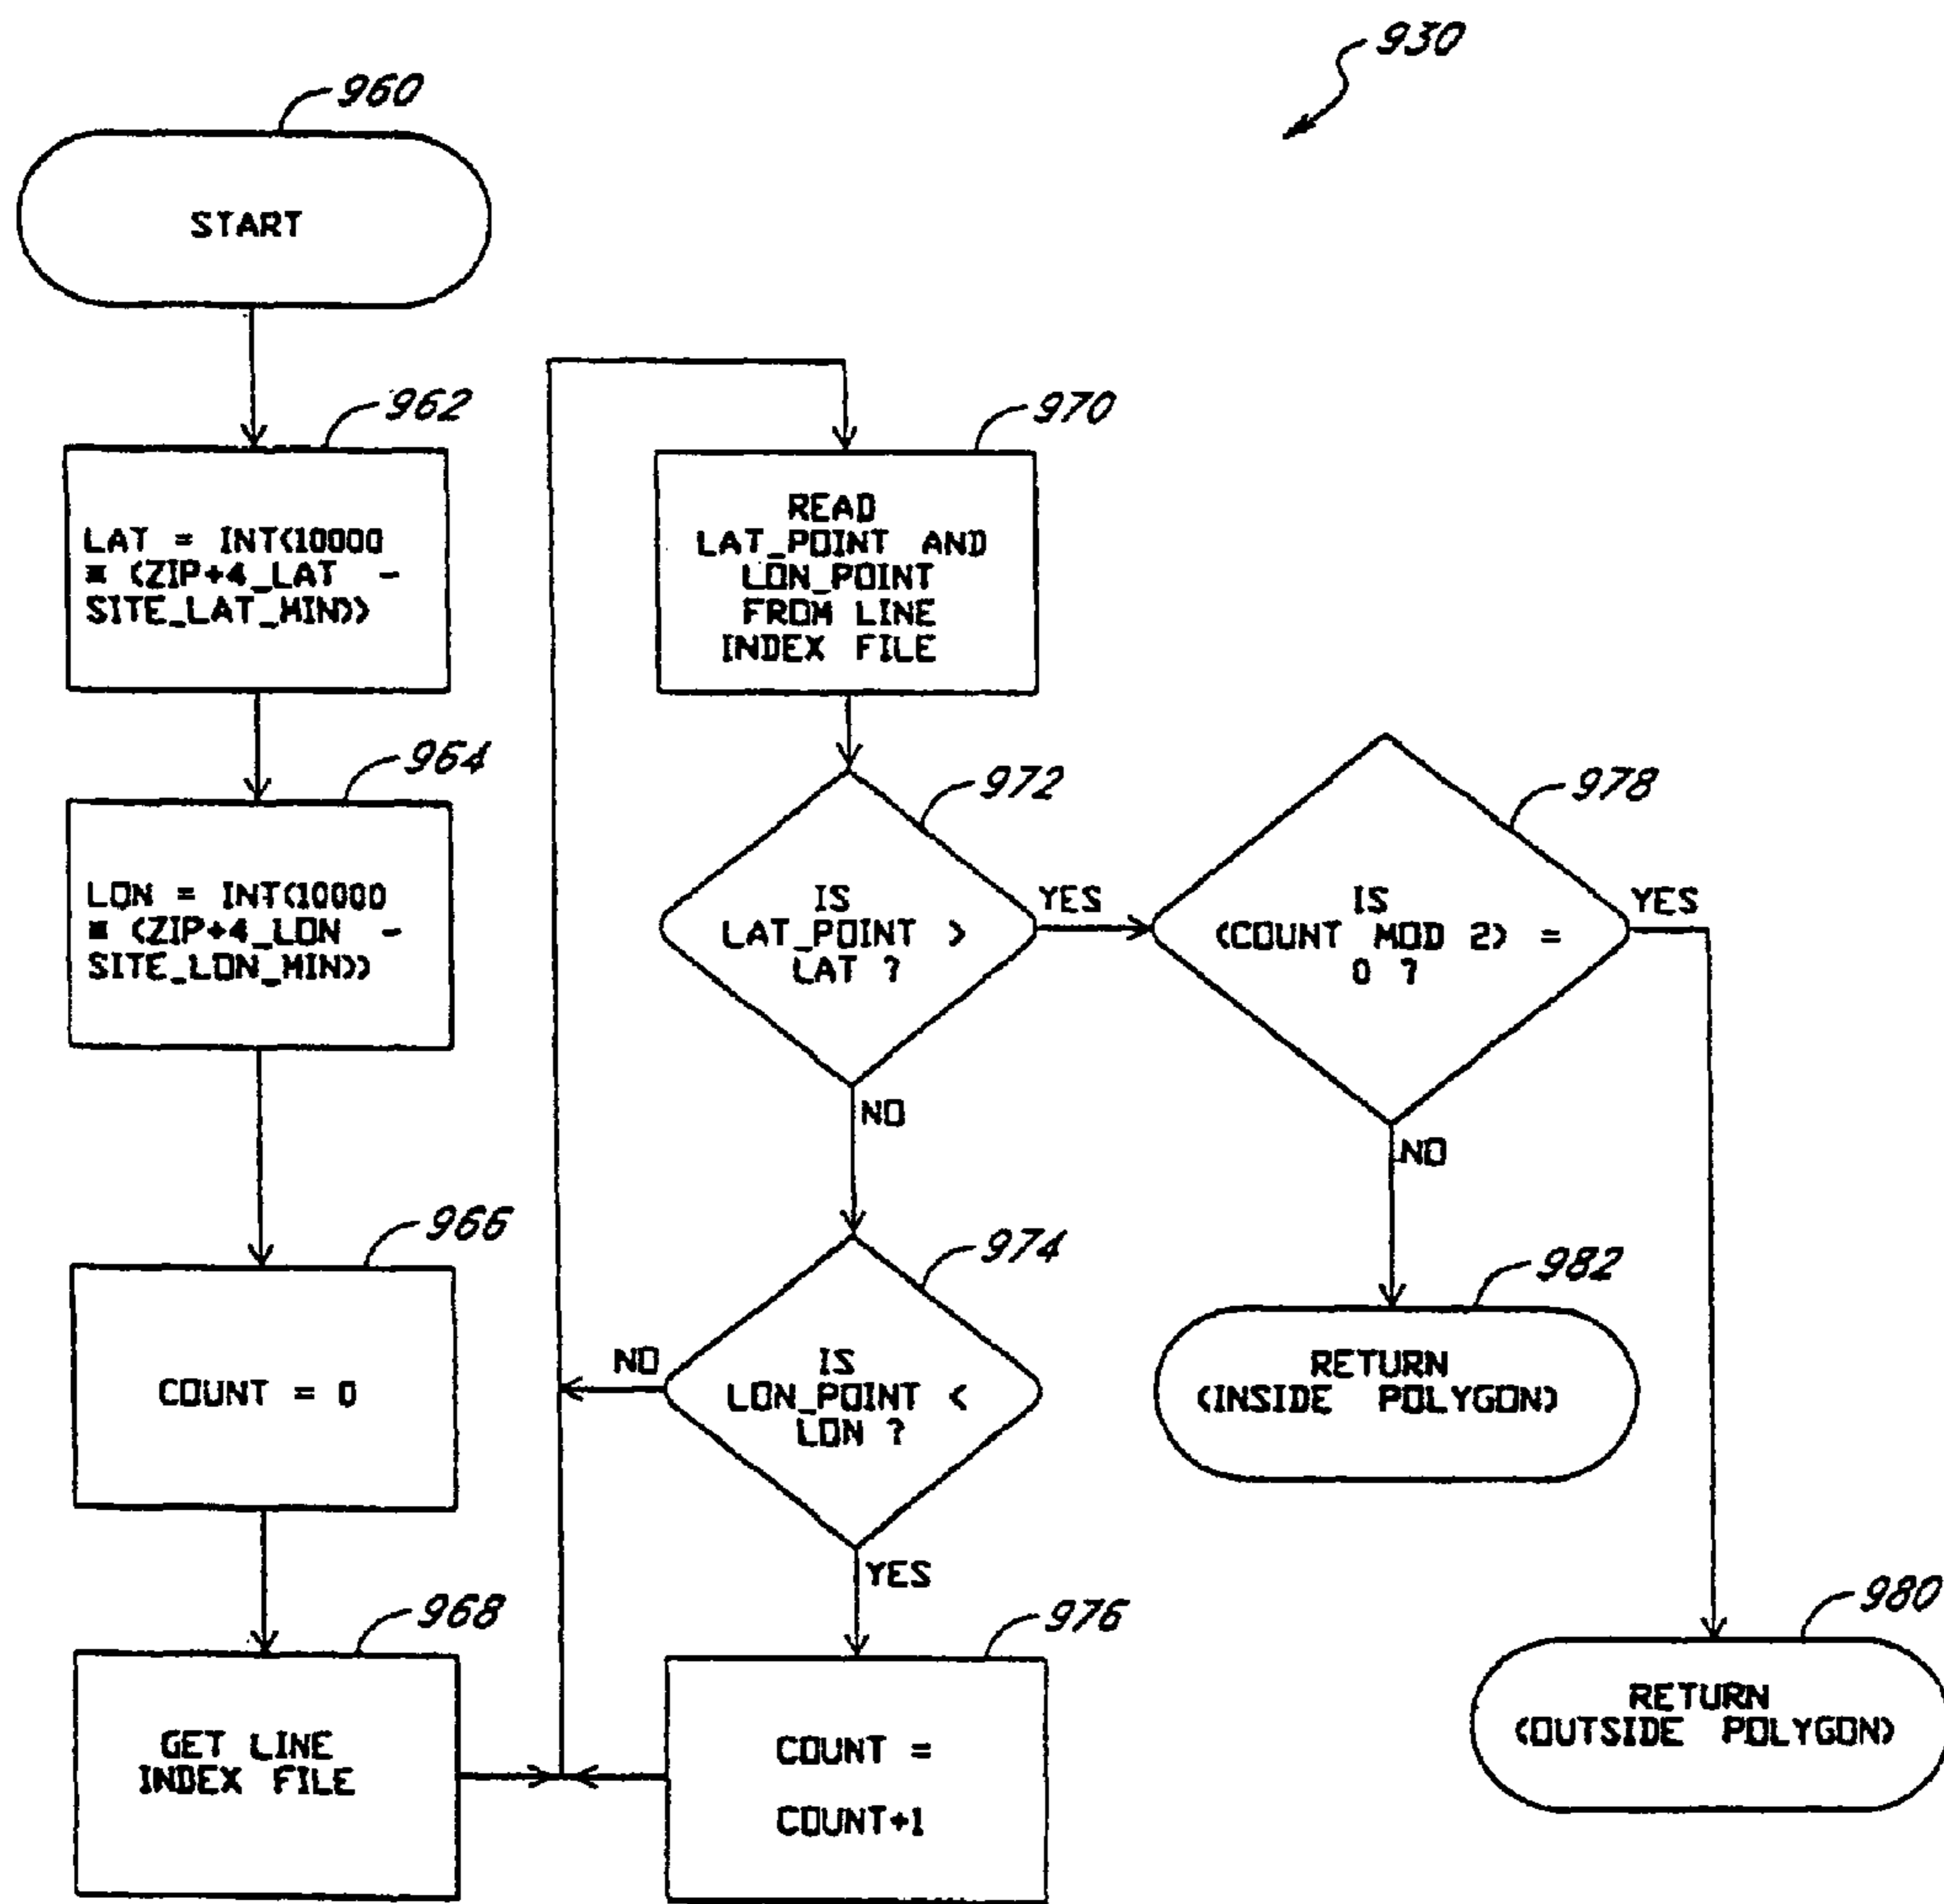 930
960
START
962
LAT = INT(10000
* (ZIP+4_LAT -
SITE_LAT_MIN))
964
LON = INT(10000
* (ZIP+4_LON -
SITE_LON_MIN))
966
COUNT = 0
968
GET LINE
INDEX FILE
970
READ
LAT_POINT AND
LON_POINT
FROM LINE
INDEX FILE
972
IS
LAT_POINT >
LAT ?
YES
NO
974
IS
LON_POINT <
LON ?
NO
YES
976
COUNT =
COUNT+1
978
IS
(COUNT MOD 2) =
0 ?
YES
NO
982
RETURN
(INSIDE POLYGON)
980
RETURN
(OUTSIDE POLYGON)